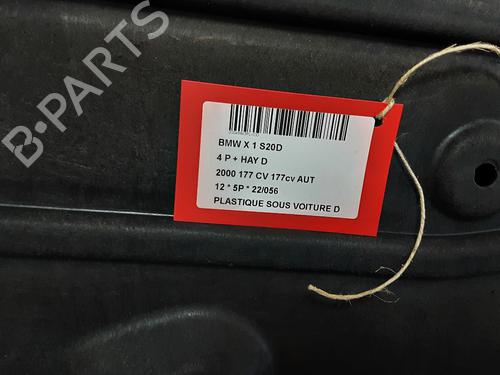 BMW X 1 S20D
4 P + HAY D
2000 177 CV 177cv AUT
12 * 5P * 22/056
PLASTIQUE SOUS VOITURE D
B-PARTS